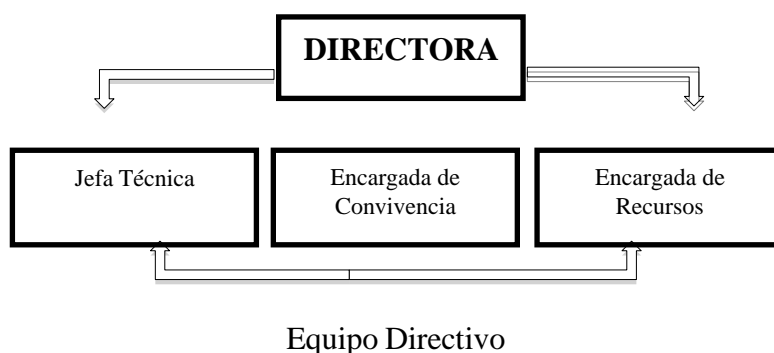 DIRECTORA
Jefa Técnica
Encargada de
Convivencia
Encargada de
Recursos
Equipo Directivo